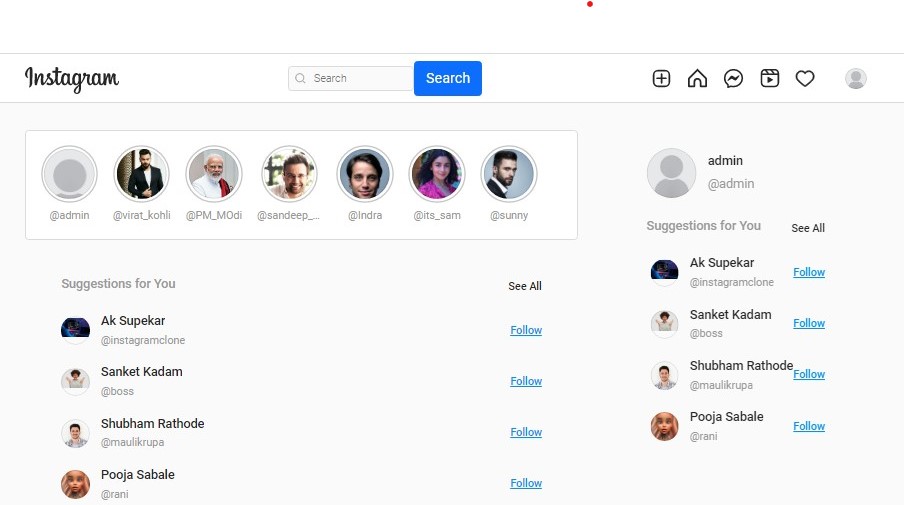 Instagram
Search
Search
@admin
@virat_kohli
@PM_MOdi
@sandeep_...
@Indra
@its_sam
@sunny
Suggestions for You
See All
Ak Supekar
@instagramclone
Follow
Sanket Kadam
@boss
Follow
Shubham Rathode
@maulikrupa
Follow
Pooja Sabale
@rani
Follow
admin
@admin
Suggestions for You
See All
Ak Supekar
@instagramclone
Follow
Sanket Kadam
@boss
Follow
Shubham Rathode
@maulikrupa
Follow
Pooja Sabale
@rani
Follow